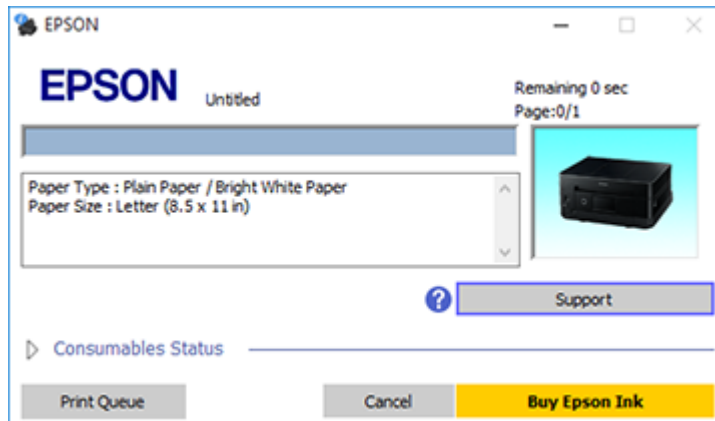 EPSON
EPSON
Untitled
Remaining 0 sec
Page:0/1
Paper Type : Plain Paper / Bright White Paper
Paper Size : Letter (8.5 x 11 in)
?
Support
Consumables Status
Print Queue
Cancel
Buy Epson Ink